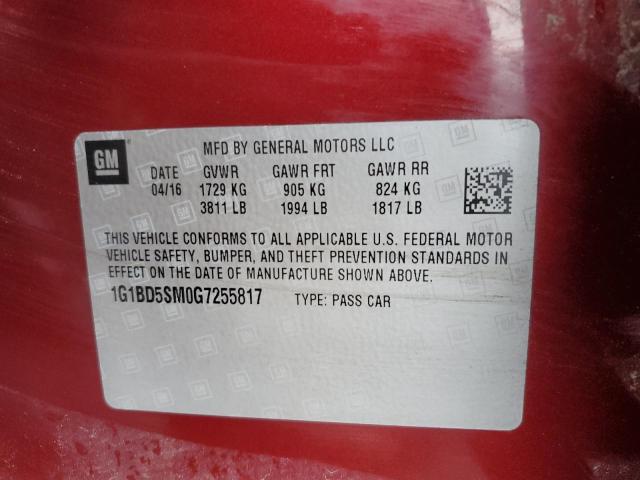 GM
MFD BY GENERAL MOTORS LLC
DATE GVWR GAWR FRT GAWR RR
04/16 1729 KG 905 KG 824 KG
3811 LB 1994 LB 1817 LB
THIS VEHICLE CONFORMS TO ALL APPLICABLE U.S. FEDERAL MOTOR
VEHICLE SAFETY, BUMPER, AND THEFT PREVENTION STANDARDS IN
EFFECT ON THE DATE OF MANUFACTURE SHOWN ABOVE.
1G1BD5SM0G7255817 TYPE: PASS CAR